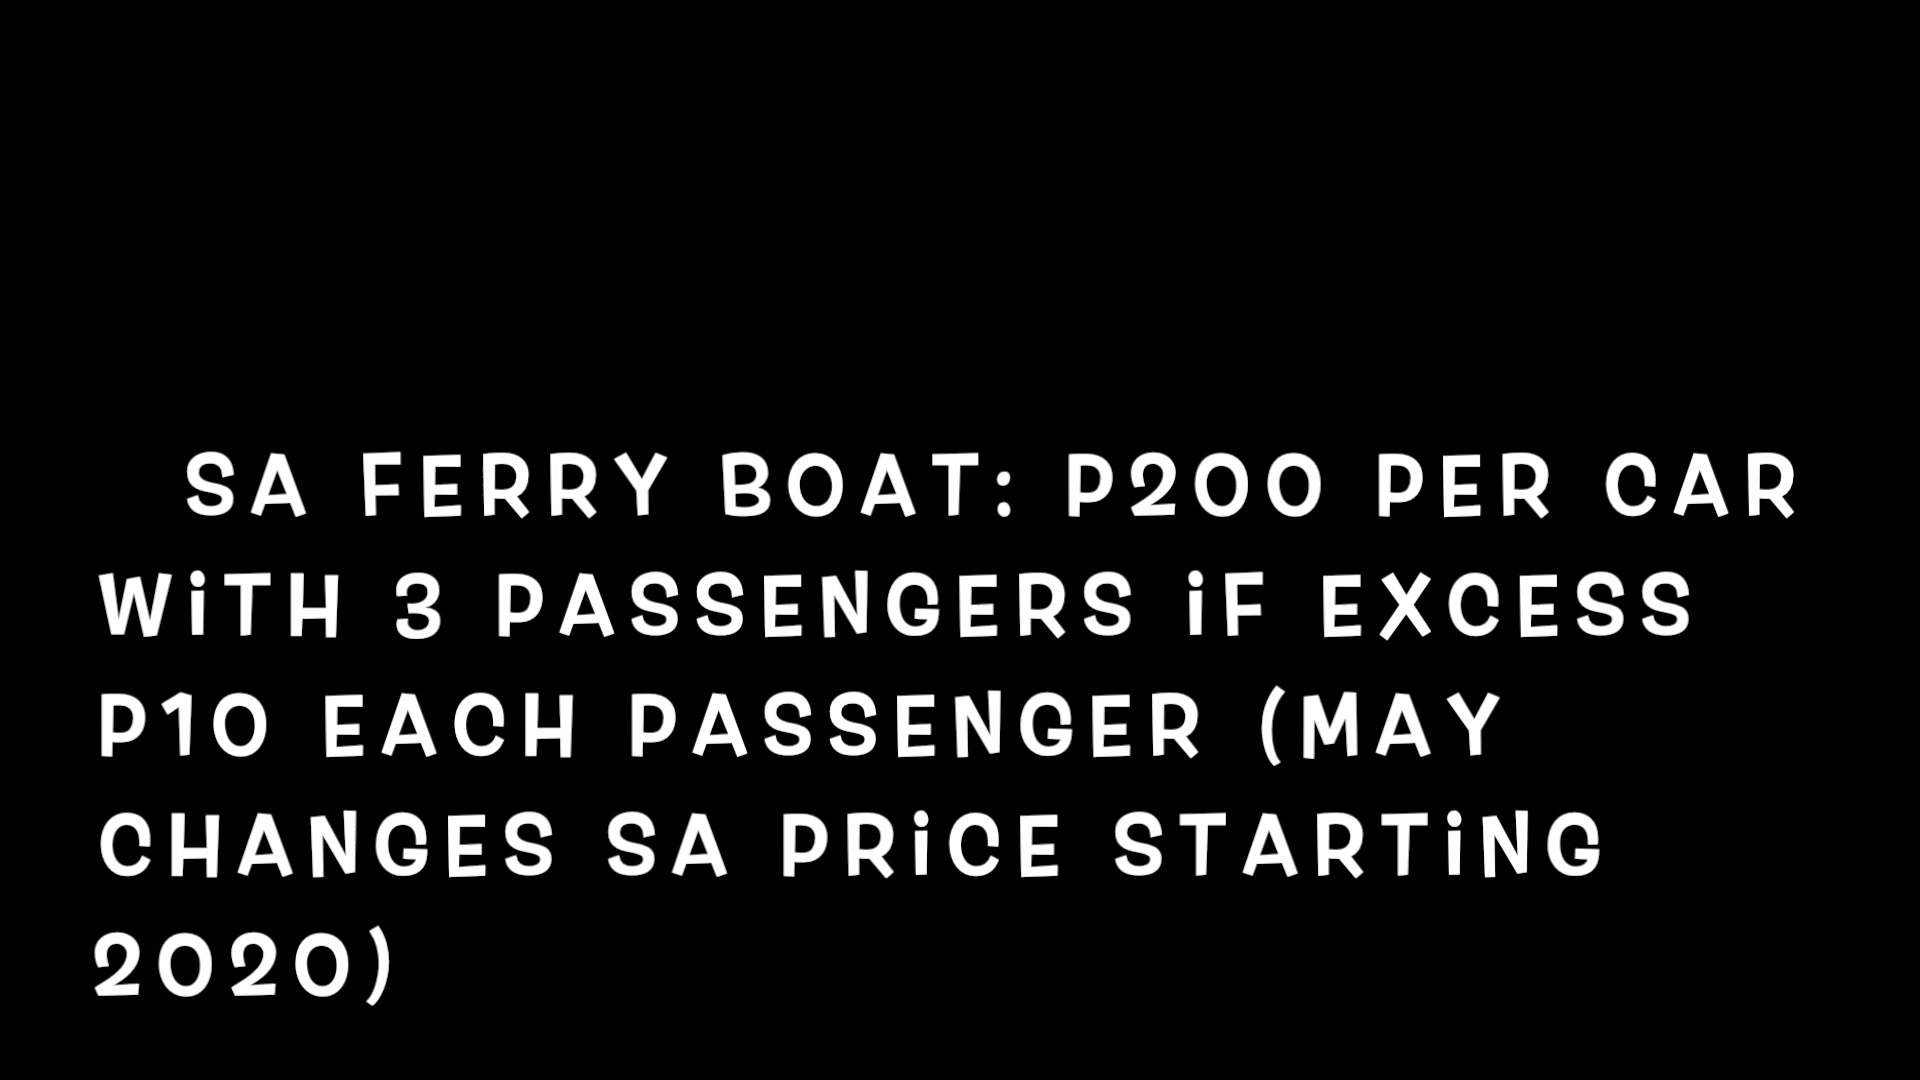 SA FERRY BOAT: P200 PER CAR
WiTH 3 PASSENGERS iF EXCESS
P10 EACH PASSENGER (MAY
CHANGES SA PRiCE STARTiNG
2020)